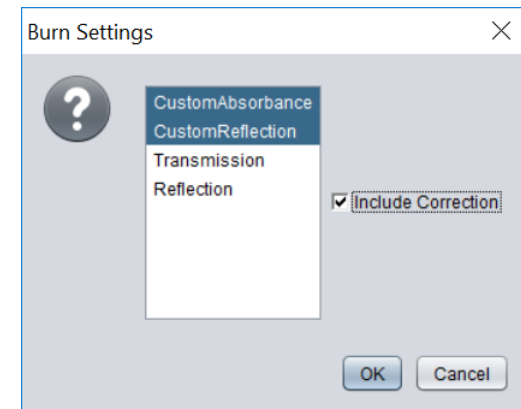 Burn Settings
?
CustomAbsorbance
CustomReflection
Transmission
Reflection
Include Correction
OK
Cancel